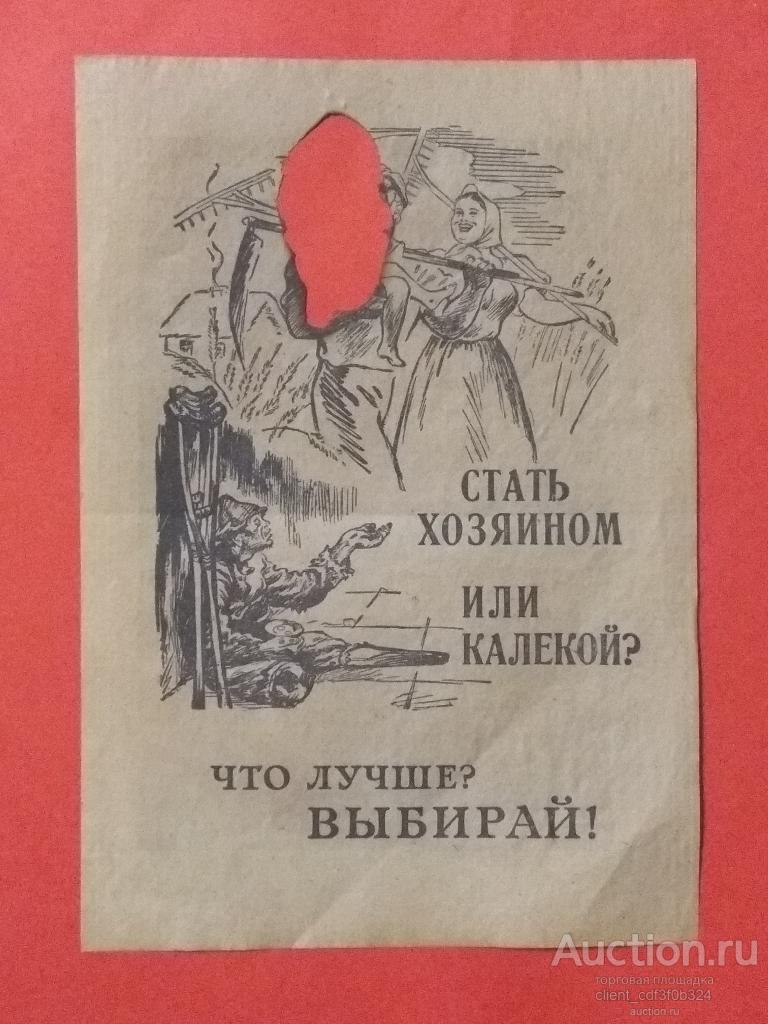 СТАТЬ
ХОЗЯИНОМ
ИЛИ
КАЛЕКОЙ?
ЧТО ЛУЧШЕ?
ВЫБИРАЙ!
Auction.ru
торговая площадка
client_cdf3f0b324
auction.ru